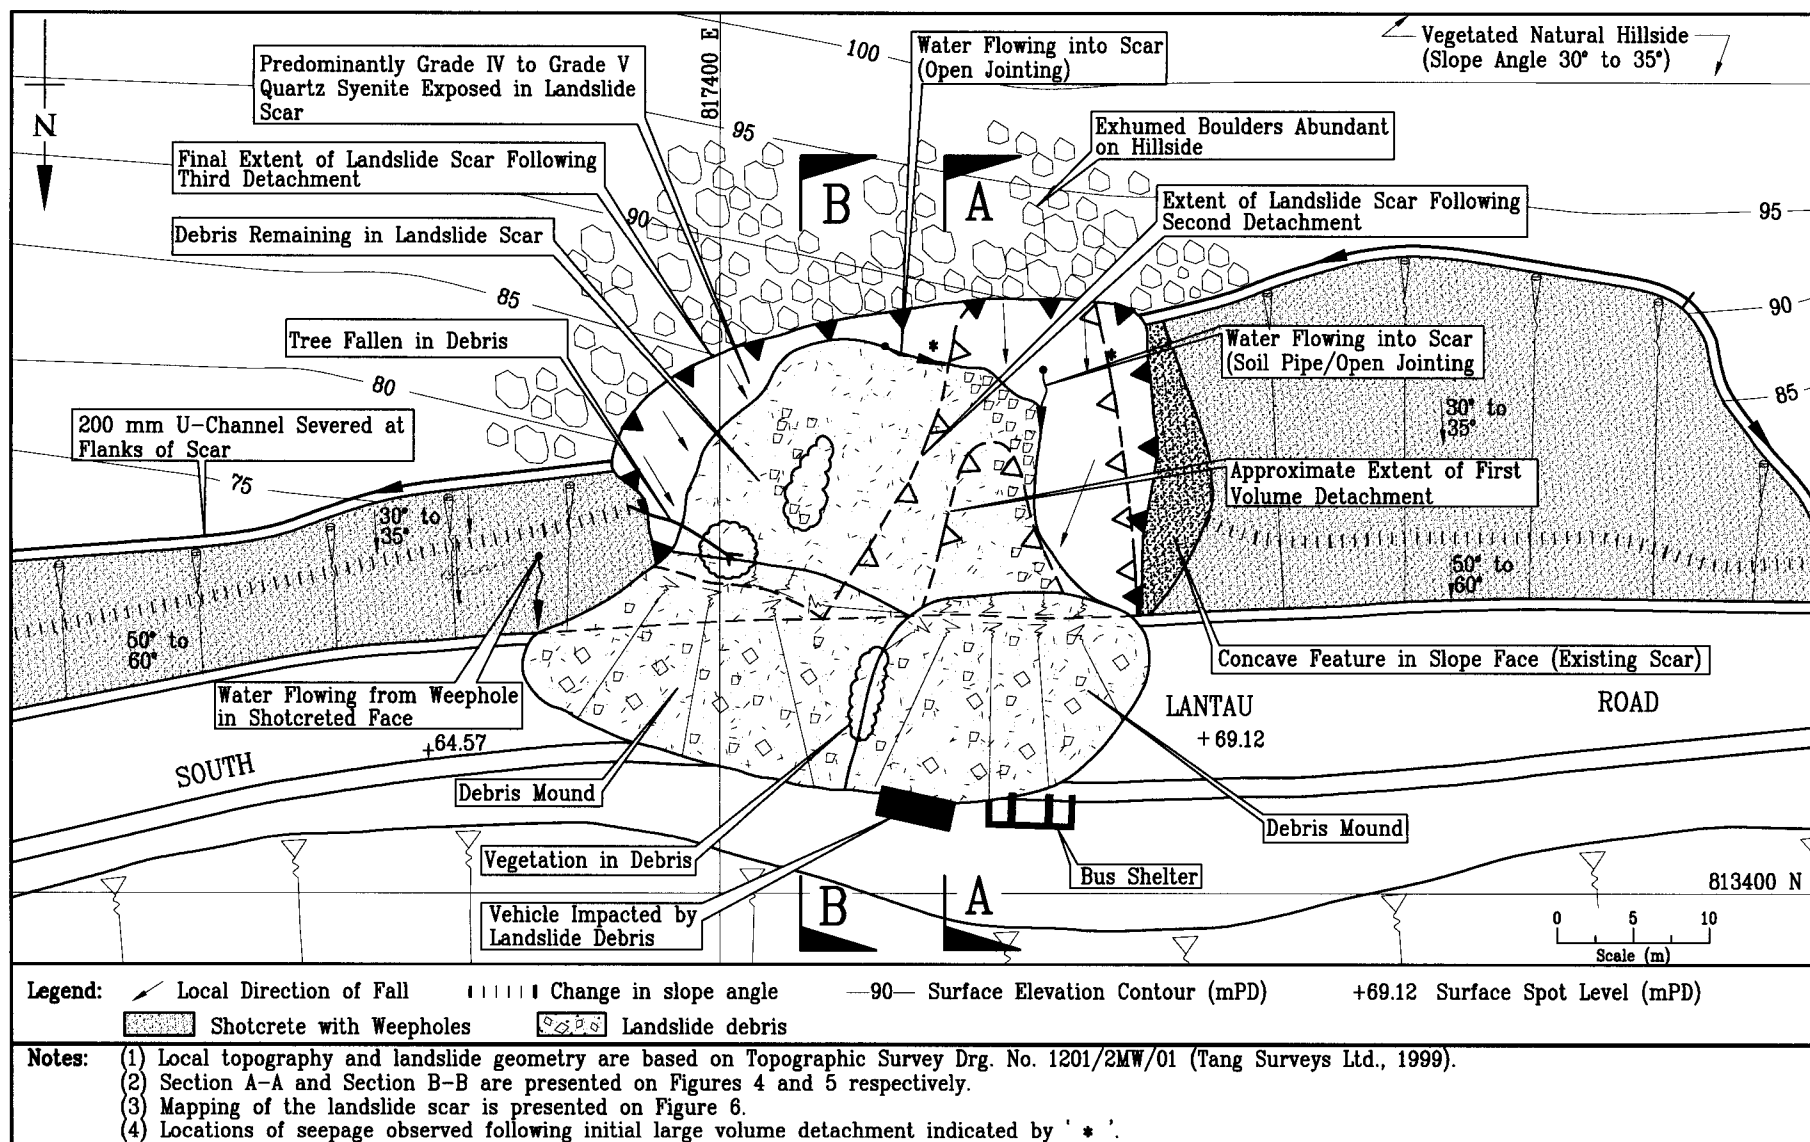 Predominantly Grade IV to Grade V
Quartz Syenite Exposed in Landslide
Scar
817400 E
100
Water Flowing into Scar
(Open Jointing)
Vegetated Natural Hillside
(Slope Angle 30° to 35°)
N
95
Exhumed Boulders Abundant
on Hillside
Final Extent of Landslide Scar Following
Third Detachment
B
A
Extent of Landslide Scar Following
Second Detachment
95
90
Debris Remaining in Landslide Scar
85
90
Tree Fallen in Debris
*
*
Water Flowing into Scar
(Soil Pipe/Open Jointing
80
85
200 mm U-Channel Severed at
Flanks of Scar
30° to
35°
75
Approximate Extent of First
Volume Detachment
30° to
35°
50° to
60°
50° to
60°
Concave Feature in Slope Face (Existing Scar)
Water Flowing from Weephole
in Shotcreted Face
LANTAU
ROAD
+64.57
+69.12
SOUTH
Debris Mound
Debris Mound
Vegetation in Debris
Bus Shelter
813400 N
Vehicle Impacted by
Landslide Debris
B
A
0 5 10
Scale (m)
Legend: Local Direction of Fall Change in slope angle —90— Surface Elevation Contour (mPD) +69.12 Surface Spot Level (mPD)
Shotcrete with Weepholes Landslide debris
Notes: (1) Local topography and landslide geometry are based on Topographic Survey Drg. No. 1201/2MW/01 (Tang Surveys Ltd., 1999).
(2) Section A-A and Section B-B are presented on Figures 4 and 5 respectively.
(3) Mapping of the landslide scar is presented on Figure 6.
(4) Locations of seepage observed following initial large volume detachment indicated by ' * '.